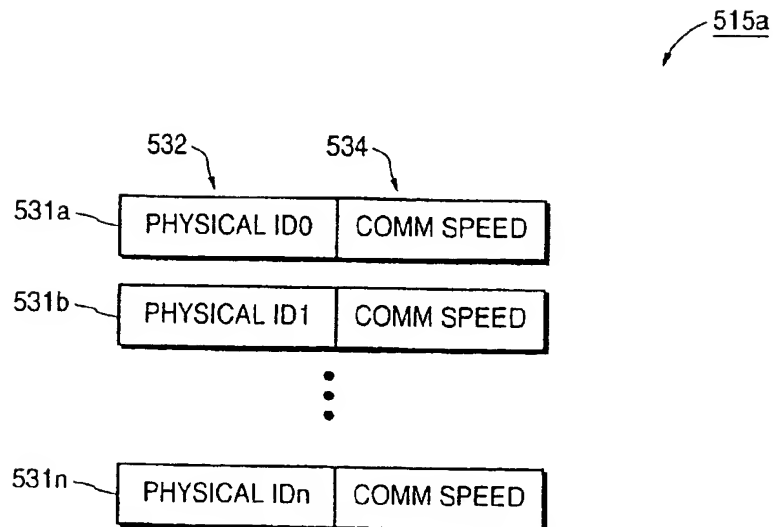 515a
532 534
531a PHYSICAL ID0 COMM SPEED
531b PHYSICAL ID1 COMM SPEED
531n PHYSICAL IDn COMM SPEED